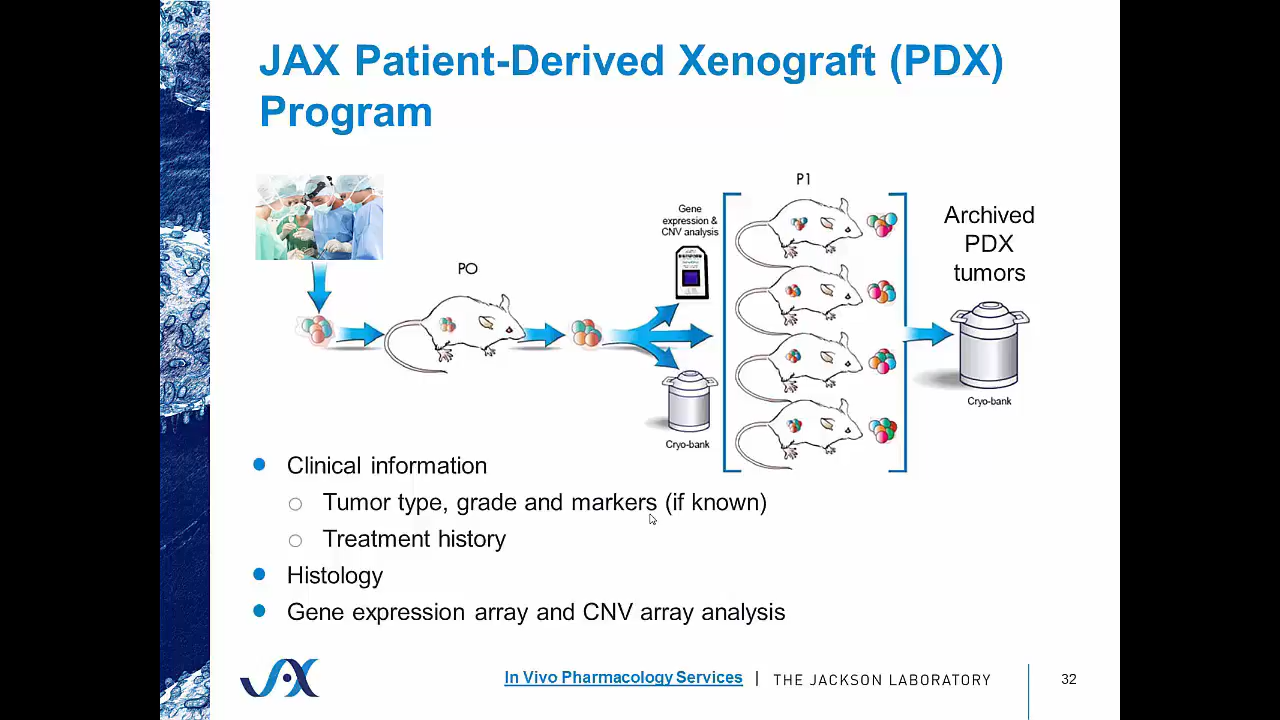 JAX Patient-Derived Xenograft (PDX)
Program
P1
Gene
expression &
CNV analysis
Archived
PDX
tumors
PO
Cryo-bank
Cryo-bank
Clinical information
Tumor type, grade and markers (if known)
Treatment history
Histology
Gene expression array and CNV array analysis
JAX
In Vivo Pharmacology Services | THE JACKSON LABORATORY
32